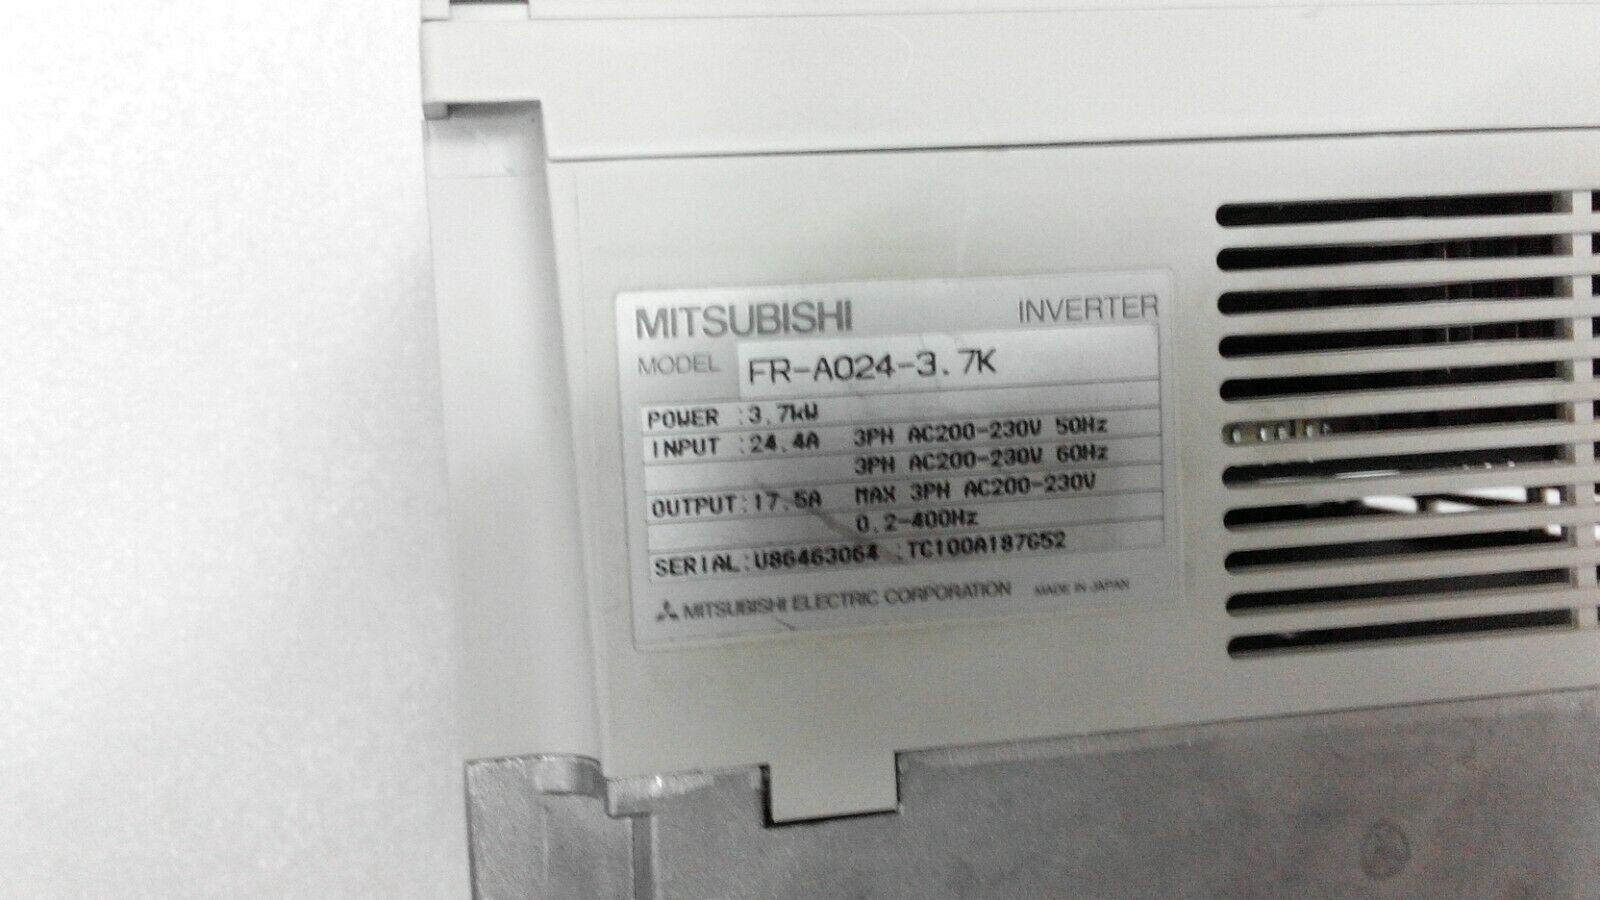 MITSUBISHI INVERTER
MODEL FR-A024-3.7K
POWER :3.7kW
INPUT :24.4A 3PH AC200-230V 50Hz
3PH AC200-230V 60Hz
OUTPUT:17.5A MAX 3PH AC200-230V
0.2-400Hz
SERIAL:U86463064 :TC100A187G52
MITSUBISHI ELECTRIC CORPORATION MADE IN JAPAN